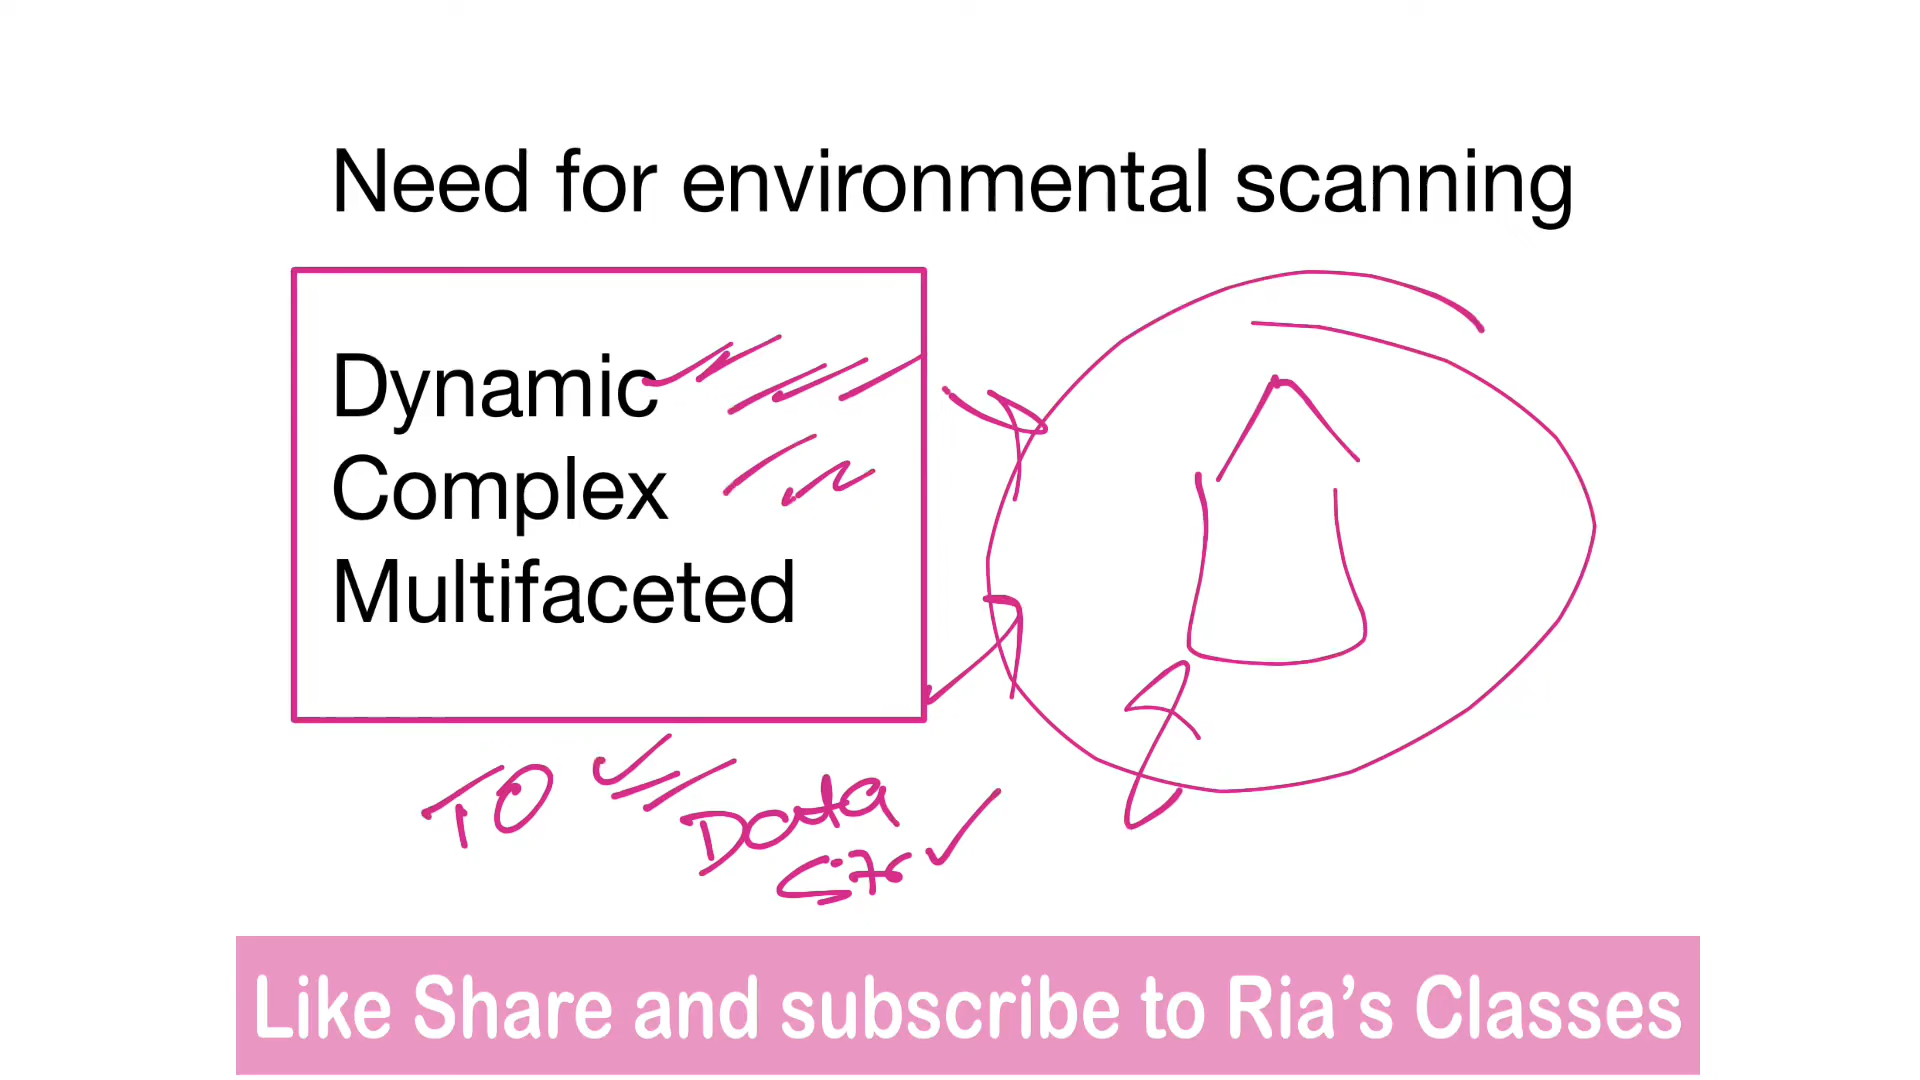 Need for environmental scanning
Dynamic
Complex
Multifaceted
TO
Data
Like Share and subscribe to Ria's Classes